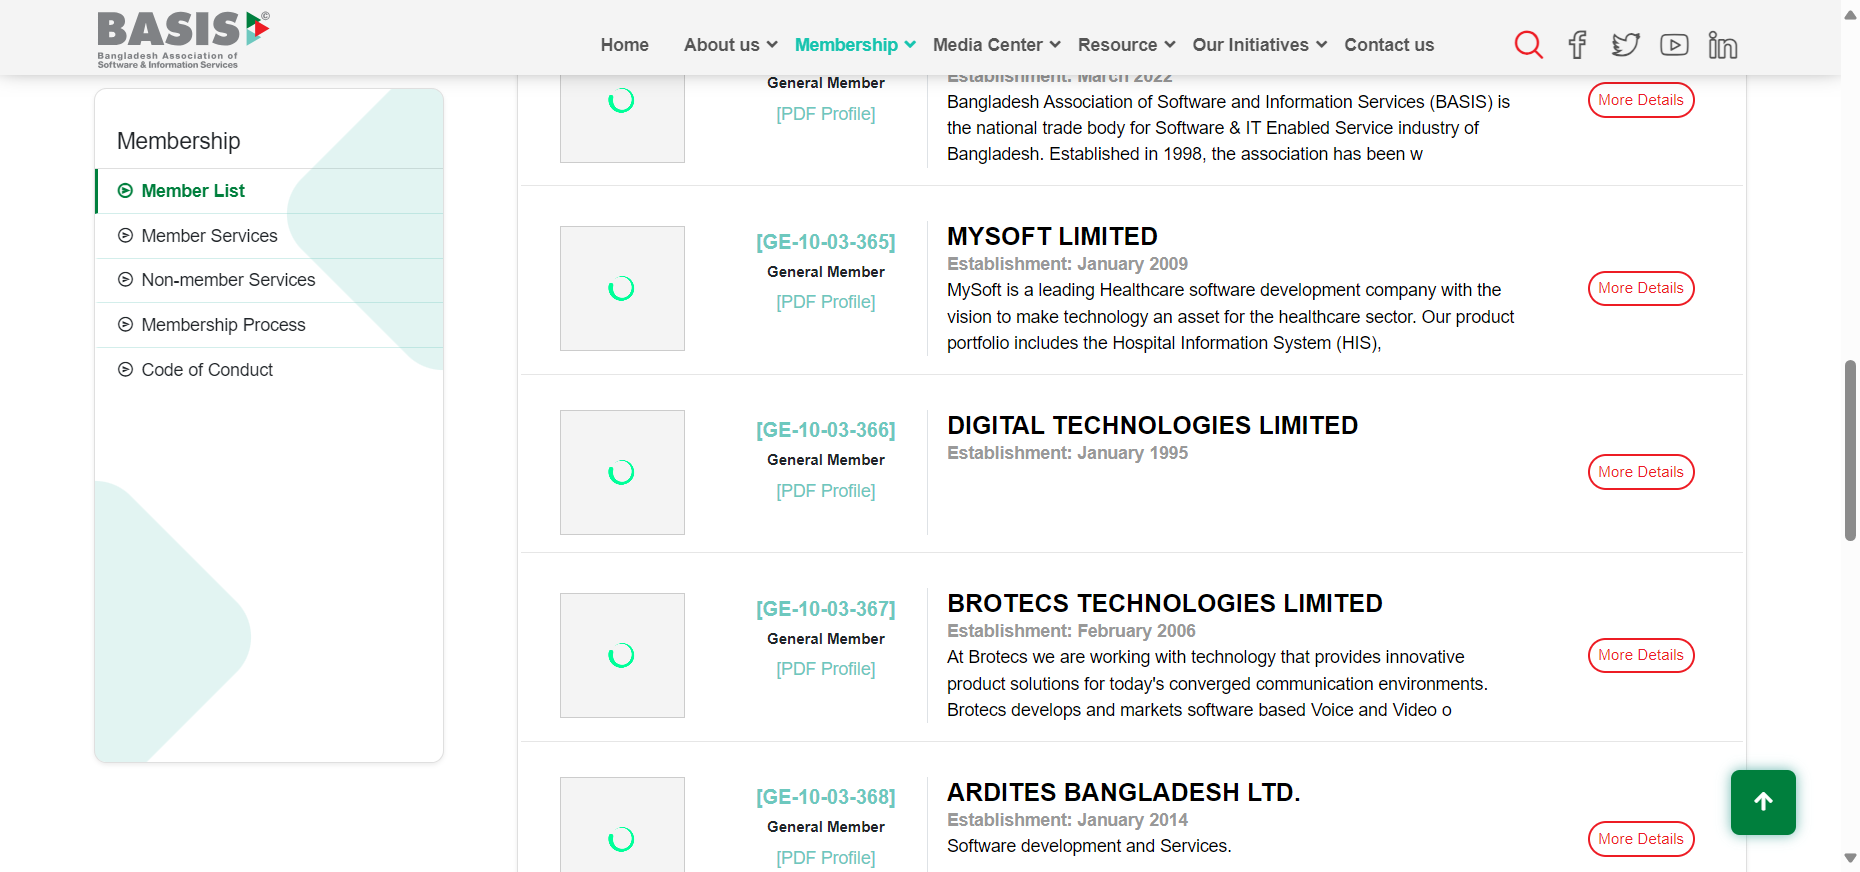 BASIS ©
Bangladesh Association of
Software & Information Services
Home
About us
Membership
Media Center
Resource
Our Initiatives
Contact us
Membership
Member List
Member Services
Non-member Services
Membership Process
Code of Conduct
General Member
[PDF Profile]
Establishment: March 2022
Bangladesh Association of Software and Information Services (BASIS) is
the national trade body for Software & IT Enabled Service industry of
Bangladesh. Established in 1998, the association has been w
More Details
[GE-10-03-365]
General Member
[PDF Profile]
MYSOFT LIMITED
Establishment: January 2009
MySoft is a leading Healthcare software development company with the
vision to make technology an asset for the healthcare sector. Our product
portfolio includes the Hospital Information System (HIS),
More Details
[GE-10-03-366]
General Member
[PDF Profile]
DIGITAL TECHNOLOGIES LIMITED
Establishment: January 1995
More Details
[GE-10-03-367]
General Member
[PDF Profile]
BROTECS TECHNOLOGIES LIMITED
Establishment: February 2006
At Brotecs we are working with technology that provides innovative
product solutions for today's converged communication environments.
Brotecs develops and markets software based Voice and Video o
More Details
[GE-10-03-368]
General Member
[PDF Profile]
ARDITES BANGLADESH LTD.
Establishment: January 2014
Software development and Services.
More Details